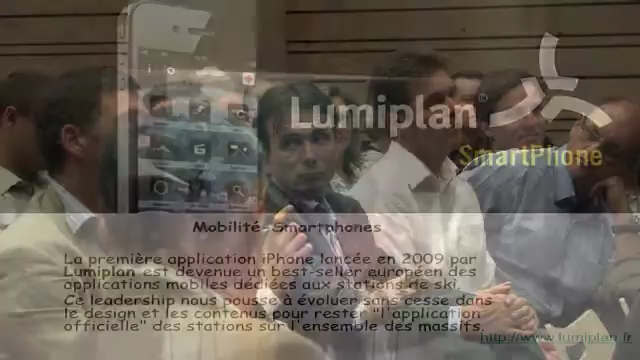 Lumiplan®
SmartPhone
Mobilité-Smartphones
La première application iPhone lancée en 2009 par
Lumiplan est devenue un best-seller européen des
applications mobiles dédiées aux stations de ski.
Ce leadership nous pousse à évoluer sans cesse dans
le design et les contenus pour rester "l'application
officielle" des stations sur l'ensemble des massifs.
http://www.lumiplan.fr